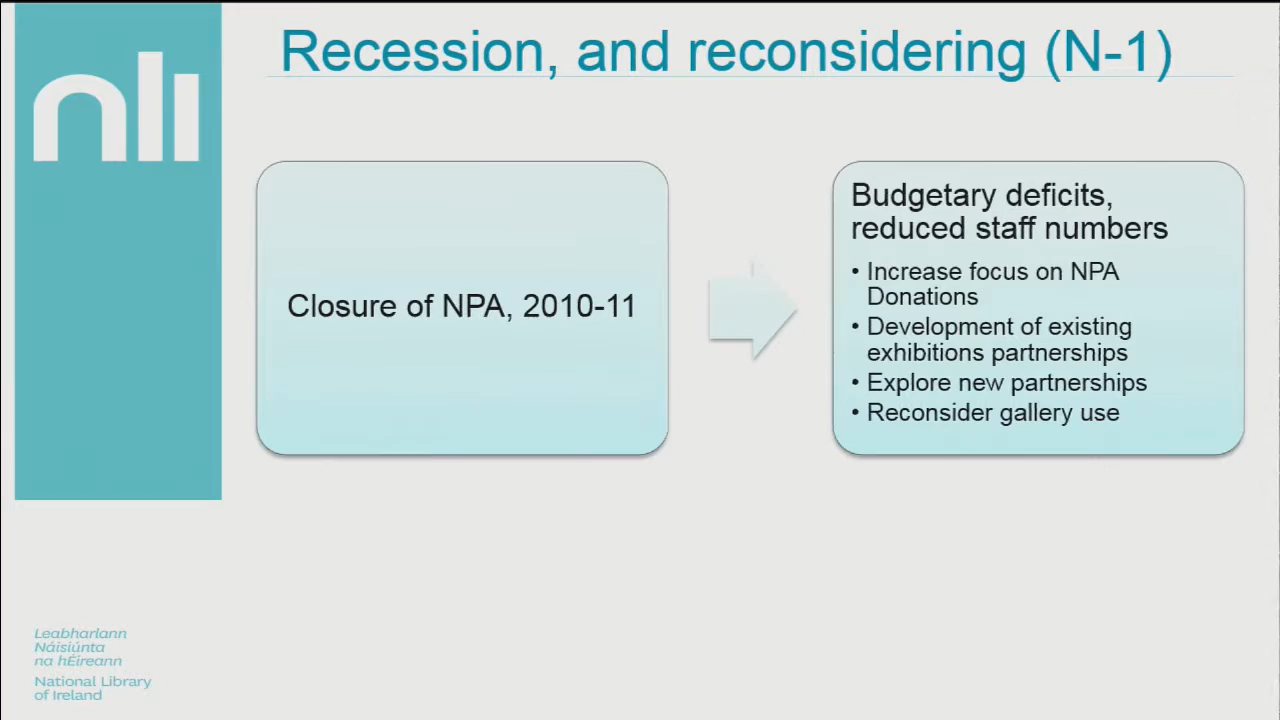 Recession, and reconsidering (N-1)
nli
Closure of NPA, 2010-11
Budgetary deficits,
reduced staff numbers
• Increase focus on NPA
Donations
• Development of existing
exhibitions partnerships
• Explore new partnerships
• Reconsider gallery use
Leabharlann
Náisiúnta
na hÉireann
National Library
of Ireland